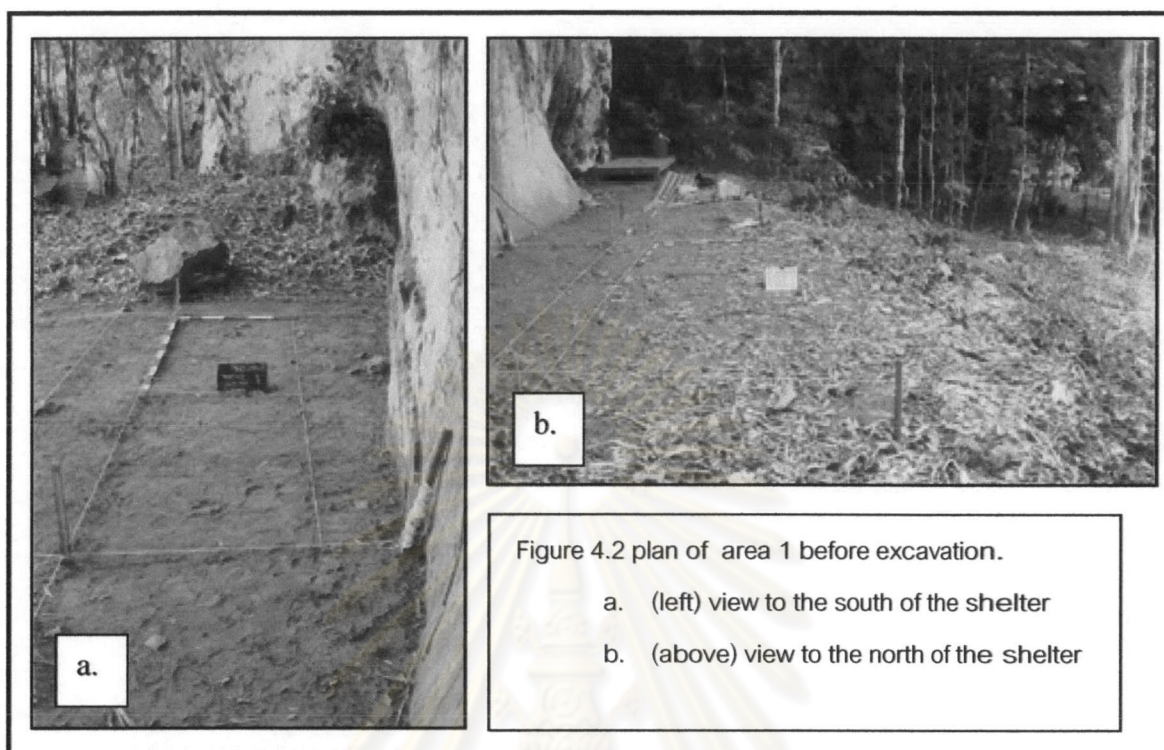 a.
b.
Figure 4.2 plan of area 1 before excavation.
a. (left) view to the south of the shelter
b. (above) view to the north of the shelter